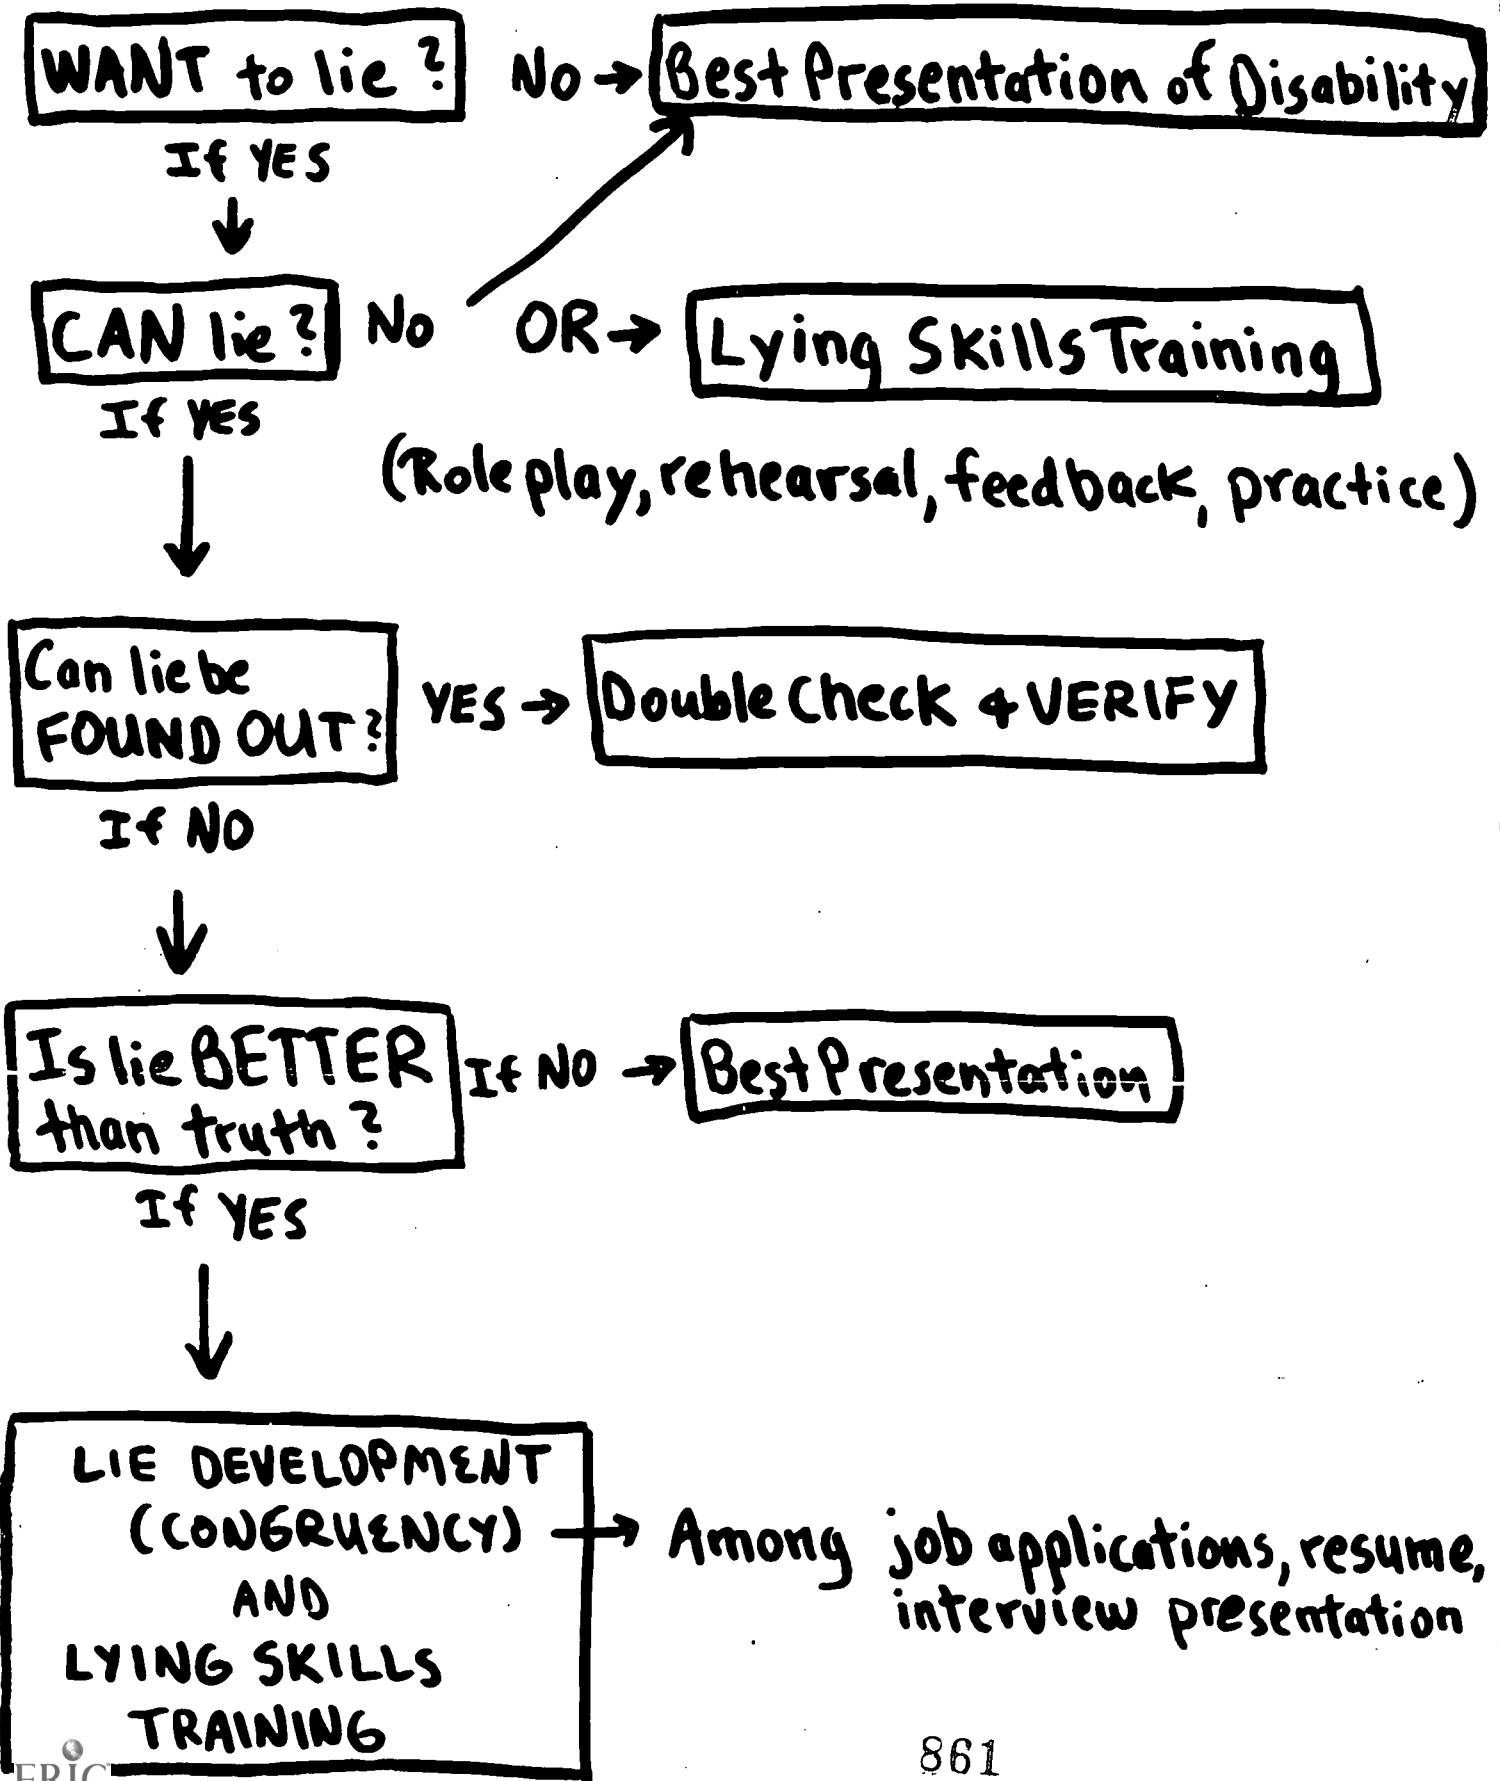 WANT to lie? No → Best Presentation of Disability
If YES
CAN lie? No OR → Lying Skills Training
If YES
(Role play, rehearsal, feedback, practice)
Can lie be
FOUND OUT? YES → Double Check & VERIFY
If NO
Is lie BETTER
than truth? If NO → Best Presentation
If YES
LIE DEVELOPMENT
(CONGRUENCY) → Among job applications, resume,
interview presentation
AND
LYING SKILLS
TRAINING
861
ERIC